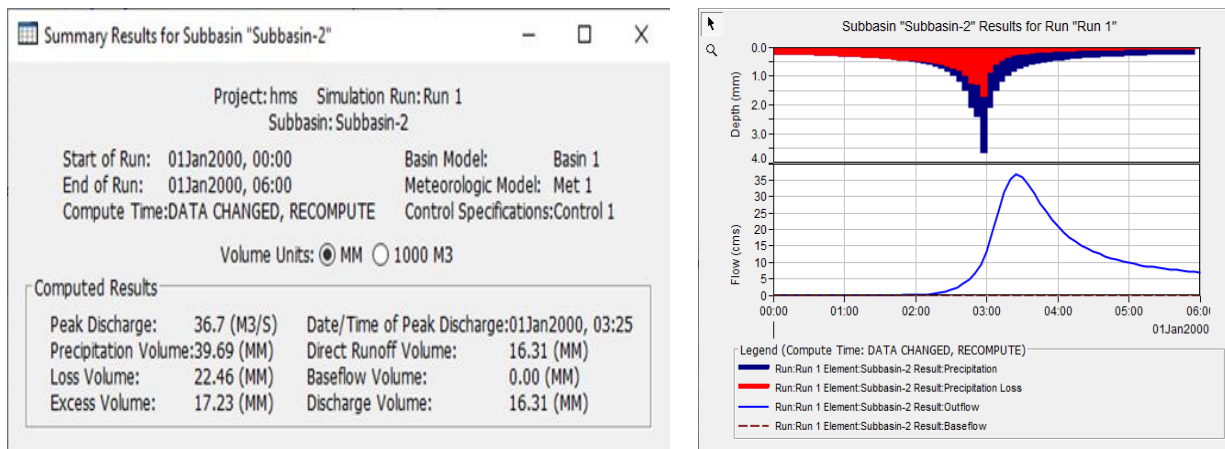 Summary Results for Subbasin "Subbasin-2"
Project: hms Simulation Run: Run 1
Subbasin: Subbasin-2
Start of Run: 01Jan2000, 00:00 Basin Model: Basin 1
End of Run: 01Jan2000, 06:00 Meteorologic Model: Met 1
Compute Time:DATA CHANGED, RECOMPUTE Control Specifications:Control 1
Volume Units: MM 1000 M3
Computed Results
Peak Discharge: 36.7 (M3/S) Date/Time of Peak Discharge:01Jan2000, 03:25
Precipitation Volume:39.69 (MM) Direct Runoff Volume: 16.31 (MM)
Loss Volume: 22.46 (MM) Baseflow Volume: 0.00 (MM)
Excess Volume: 17.23 (MM) Discharge Volume: 16.31 (MM)
Subbasin "Subbasin-2" Results for Run "Run 1"
Depth (mm)
0.0
1.0
2.0
3.0
4.0
Flow (cms)
35
30
25
20
15
10
5
0
00:00 01:00 02:00 03:00 04:00 05:00 06:00
01Jan2000
Legend (Compute Time: DATA CHANGED, RECOMPUTE)
Run:Run 1 Element:Subbasin-2 Result:Precipitation
Run:Run 1 Element:Subbasin-2 Result:Precipitation Loss
Run:Run 1 Element:Subbasin-2 Result:Outflow
Run:Run 1 Element:Subbasin-2 Result:Baseflow